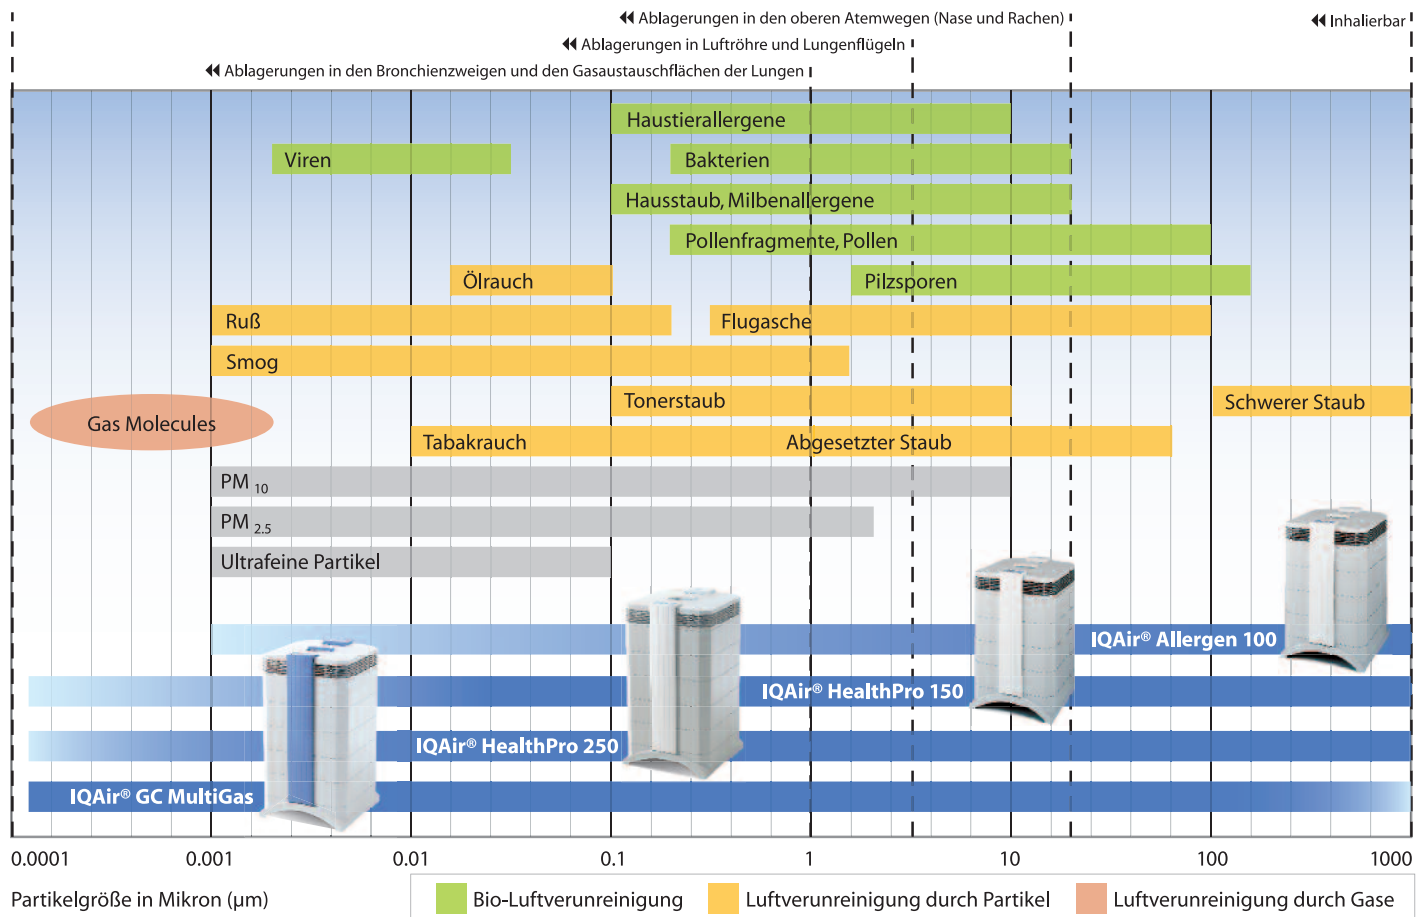 Ablagerungen in den oberen Atemwegen (Nase und Rachen)
Inhalierbar
Ablagerungen in Luftröhre und Lungenflügeln
Ablagerungen in den Bronchienzweigen und den Gasaustauschflächen der Lungen
Haustierallergene
Viren
Bakterien
Hausstaub, Milbenallergene
Pollenfragmente, Pollen
Ölrauch
Pilzsporen
Ruß
Flugasche
Smog
Tonerstaub
Schwerer Staub
Gas Molecules
Tabakrauch
Abgesetzter Staub
PM 10
PM 2.5
Ultrafeine Partikel
IQAir® Allergen 100
IQAir® HealthPro 150
IQAir® HealthPro 250
IQAir® GC MultiGas
0.0001 0.001 0.01 0.1 1 10 100 1000
Partikelgröße in Mikron (µm)
Bio-Luftverunreinigung
Luftverunreinigung durch Partikel
Luftverunreinigung durch Gase